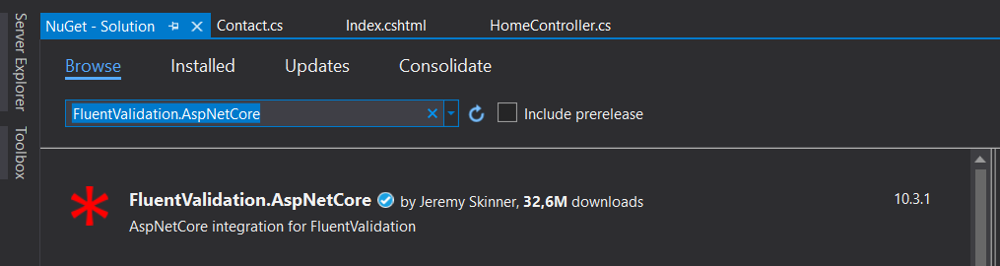 Server Explorer
Toolbox
NuGet - Solution Contact.cs Index.cshtml HomeController.cs
Browse Installed Updates Consolidate
FluentValidation.AspNetCore Include prerelease
FluentValidation.AspNetCore by Jeremy Skinner, 32,6M downloads 10.3.1
AspNetCore integration for FluentValidation